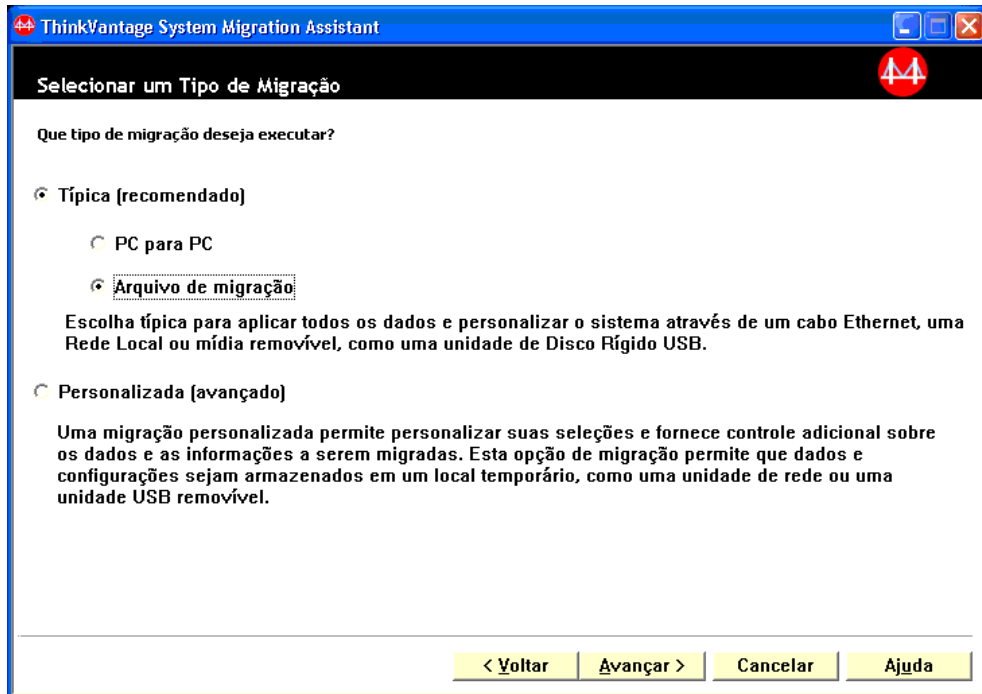 ThinkVantage System Migration Assistant
Selecionar um Tipo de Migração
Que tipo de migração deseja executar?
Típica (recomendado)
PC para PC
Arquivo de migração
Escolha típica para aplicar todos os dados e personalizar o sistema através de um cabo Ethernet, uma
Rede Local ou mídia removível, como uma unidade de Disco Rígido USB.
Personalizada (avançado)
Uma migração personalizada permite personalizar suas seleções e fornece controle adicional sobre
os dados e as informações a serem migradas. Esta opção de migração permite que dados e
configurações sejam armazenados em um local temporário, como uma unidade de rede ou uma
unidade USB removível.
< Voltar
Avançar >
Cancelar
Ajuda